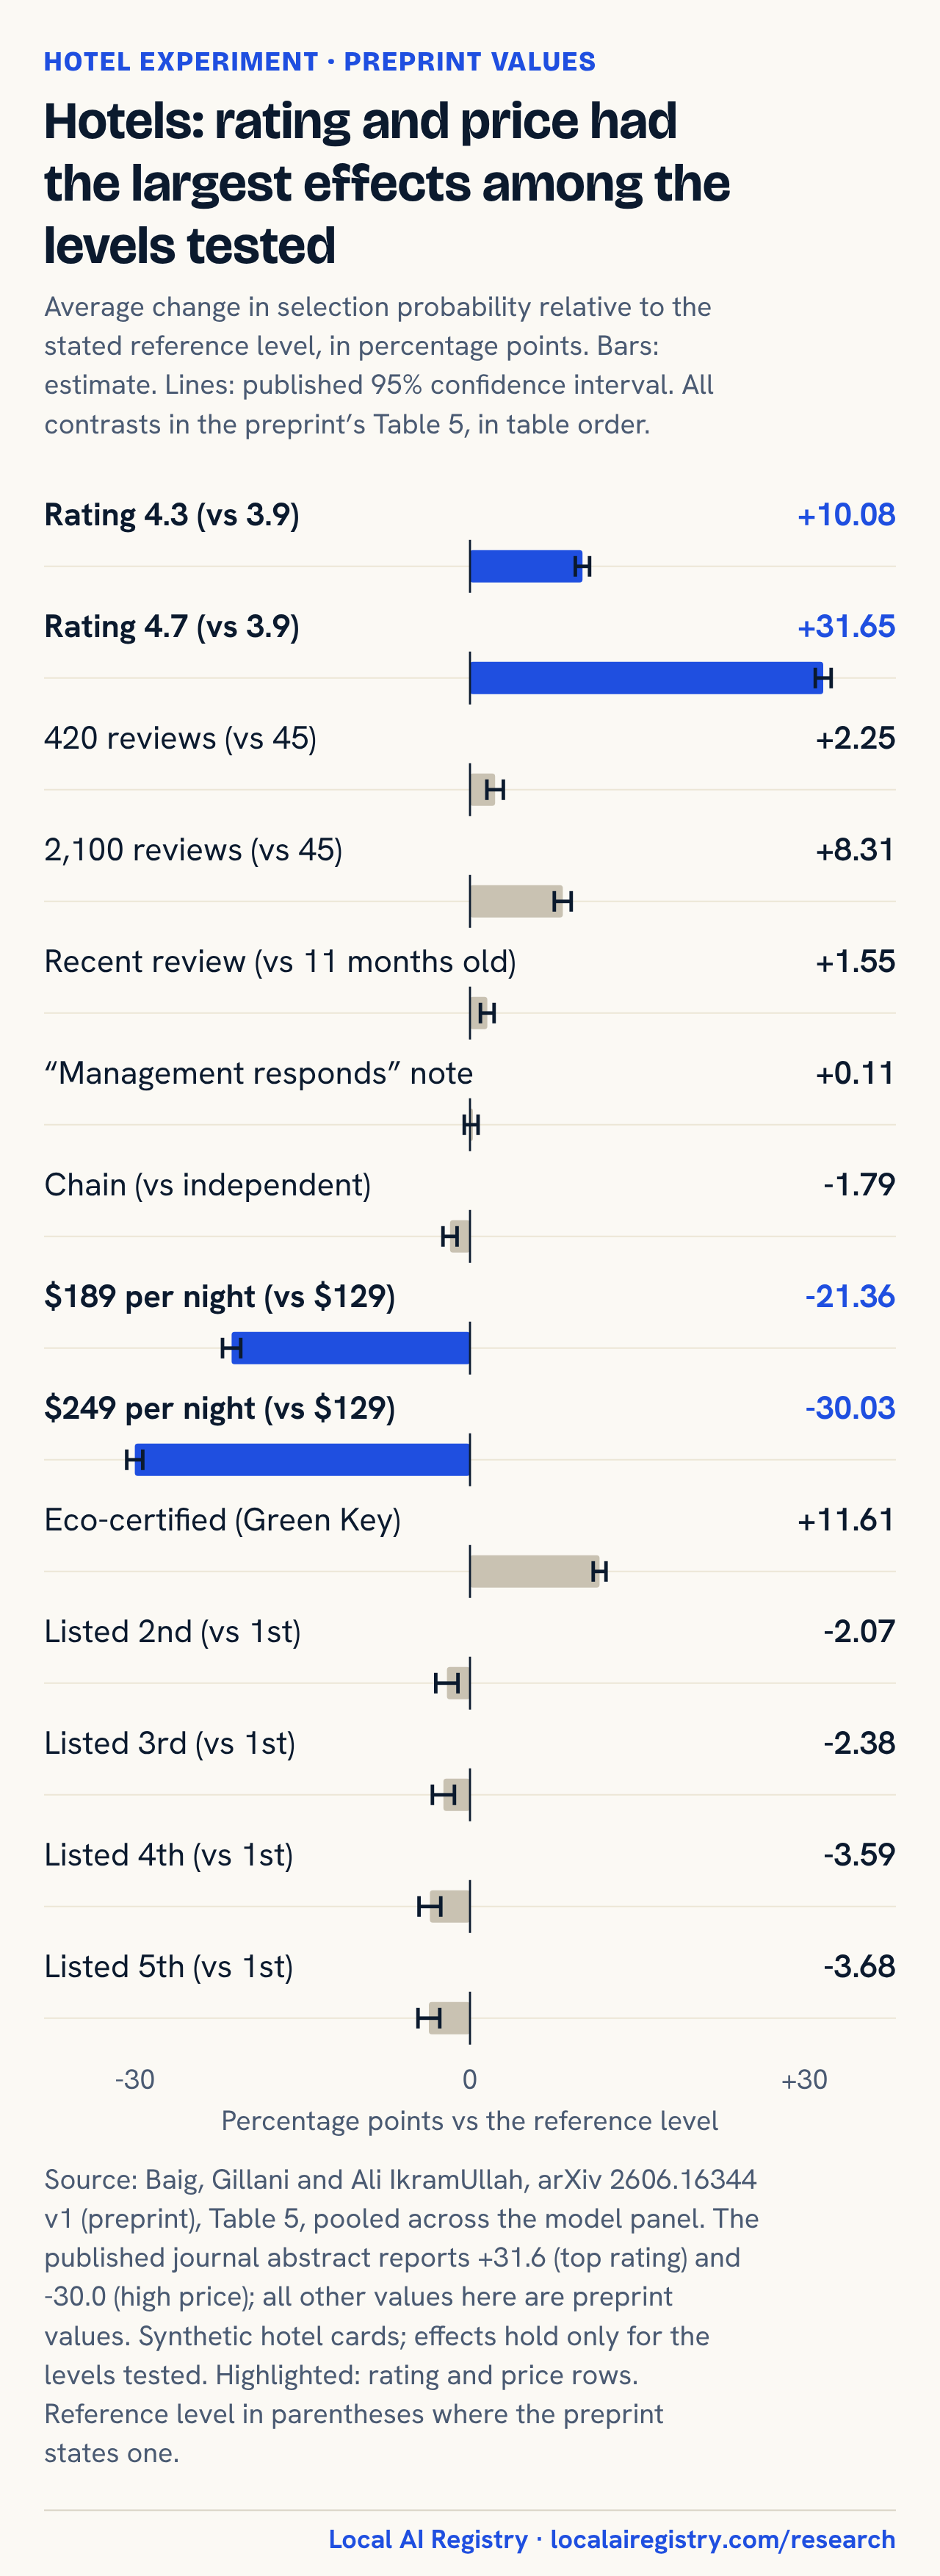 HOTEL EXPERIMENT · PREPRINT VALUES
Hotels: rating and price had
the largest effects among the
levels tested
Average change in selection probability relative to the
stated reference level, in percentage points. Bars:
estimate. Lines: published 95% confidence interval. All
contrasts in the preprint’s Table 5, in table order.
Rating 4.3 (vs 3.9) +10.08
Rating 4.7 (vs 3.9) +31.65
420 reviews (vs 45) +2.25
2,100 reviews (vs 45) +8.31
Recent review (vs 11 months old) +1.55
“Management responds” note +0.11
Chain (vs independent) -1.79
$189 per night (vs $129) -21.36
$249 per night (vs $129) -30.03
Eco-certified (Green Key) +11.61
Listed 2nd (vs 1st) -2.07
Listed 3rd (vs 1st) -2.38
Listed 4th (vs 1st) -3.59
Listed 5th (vs 1st) -3.68
-30 0 +30
Percentage points vs the reference level
Source: Baig, Gillani and Ali IkramUllah, arXiv 2606.16344
v1 (preprint), Table 5, pooled across the model panel. The
published journal abstract reports +31.6 (top rating) and
-30.0 (high price); all other values here are preprint
values. Synthetic hotel cards; effects hold only for the
levels tested. Highlighted: rating and price rows.
Reference level in parentheses where the preprint
states one.
Local AI Registry · localairegistry.com/research